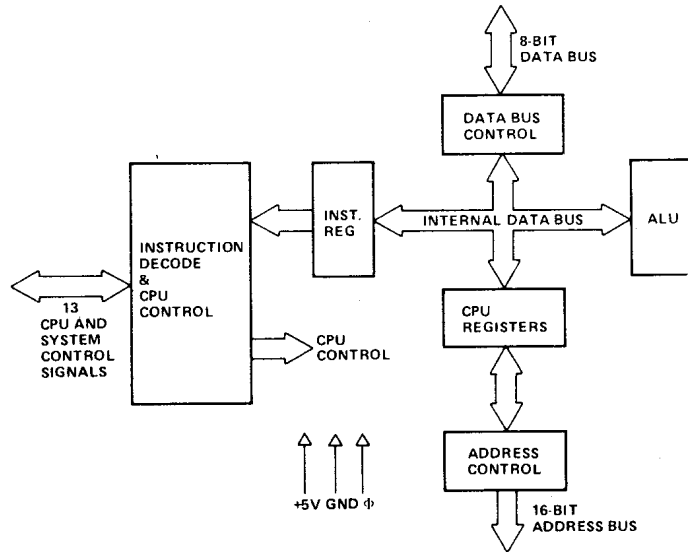 8-BIT
DATA BUS
DATA BUS
CONTROL
INSTRUCTION
DECODE
&
CPU
CONTROL
INST.
REG
INTERNAL DATA BUS
ALU
13
CPU AND
SYSTEM
CONTROL
SIGNALS
CPU
REGISTERS
CPU
CONTROL
ADDRESS
CONTROL
+5V GND Φ
16-BIT
ADDRESS BUS